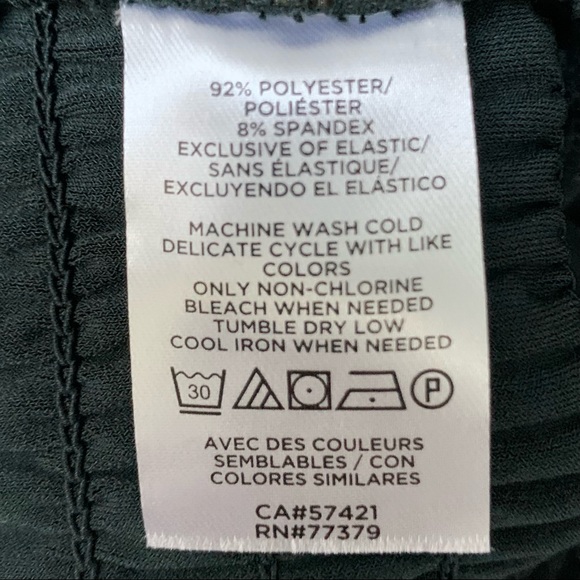 92% POLYESTER/
POLIÉSTER
8% SPANDEX
EXCLUSIVE OF ELASTIC/
SANS ÉLASTIQUE/
EXCLUYENDO EL ELÁSTICO
MACHINE WASH COLD
DELICATE CYCLE WITH LIKE
COLORS
ONLY NON-CHLORINE
BLEACH WHEN NEEDED
TUMBLE DRY LOW
COOL IRON WHEN NEEDED
30 P
AVEC DES COULEURS
SEMBLABLES / CON
COLORES SIMILARES
CA#57421
RN#77379